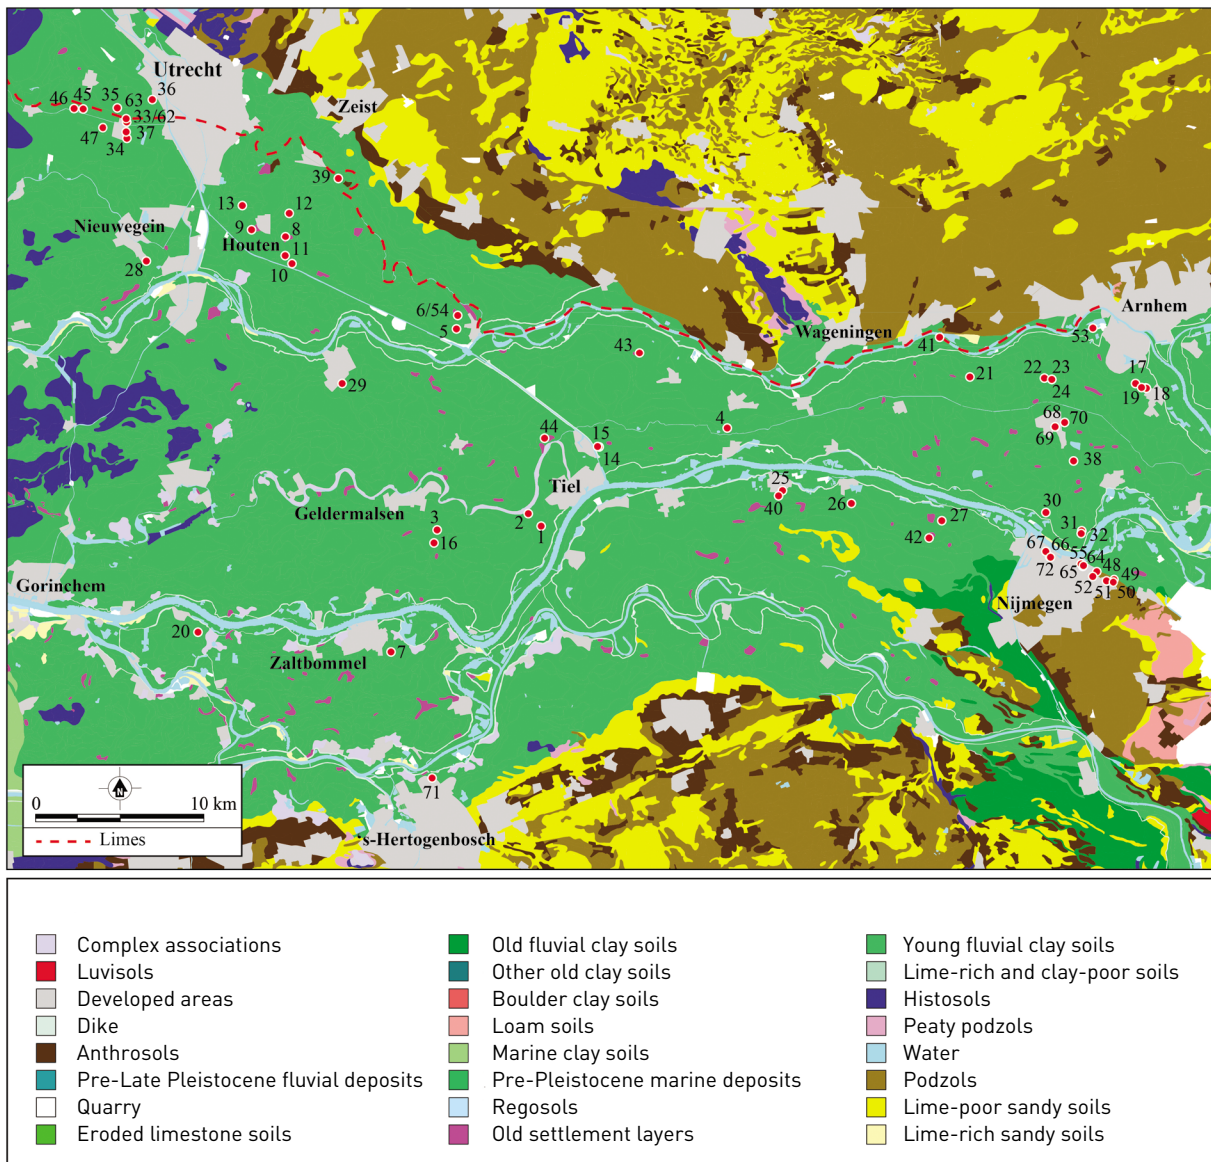 Utrecht
36
46 45 35 63
33/62
47 37
34
Zeist
39
13 12
Nieuwegein 9 8
Houten 11
28 10
6/54
5
Arnhem
Wageningen
53
41
43
21 22 23
24
17
19 18
29
68 70
69
4
44 15
14
38
Tiel
25
40
26
Geldermalsen
2 1
3
16
27
42
30
31 32
67 66
72
55 64
65 48 49
52 51 50
Nijmegen
Gorinchem
20
Zaltbommel 7
71
's-Hertogenbosch
N
0 10 km
Limes
Complex associations
Luvisols
Developed areas
Dike
Anthrosols
Pre-Late Pleistocene fluvial deposits
Quarry
Eroded limestone soils
Old fluvial clay soils
Other old clay soils
Boulder clay soils
Loam soils
Marine clay soils
Pre-Pleistocene marine deposits
Regosols
Old settlement layers
Young fluvial clay soils
Lime-rich and clay-poor soils
Histosols
Peaty podzols
Water
Podzols
Lime-poor sandy soils
Lime-rich sandy soils